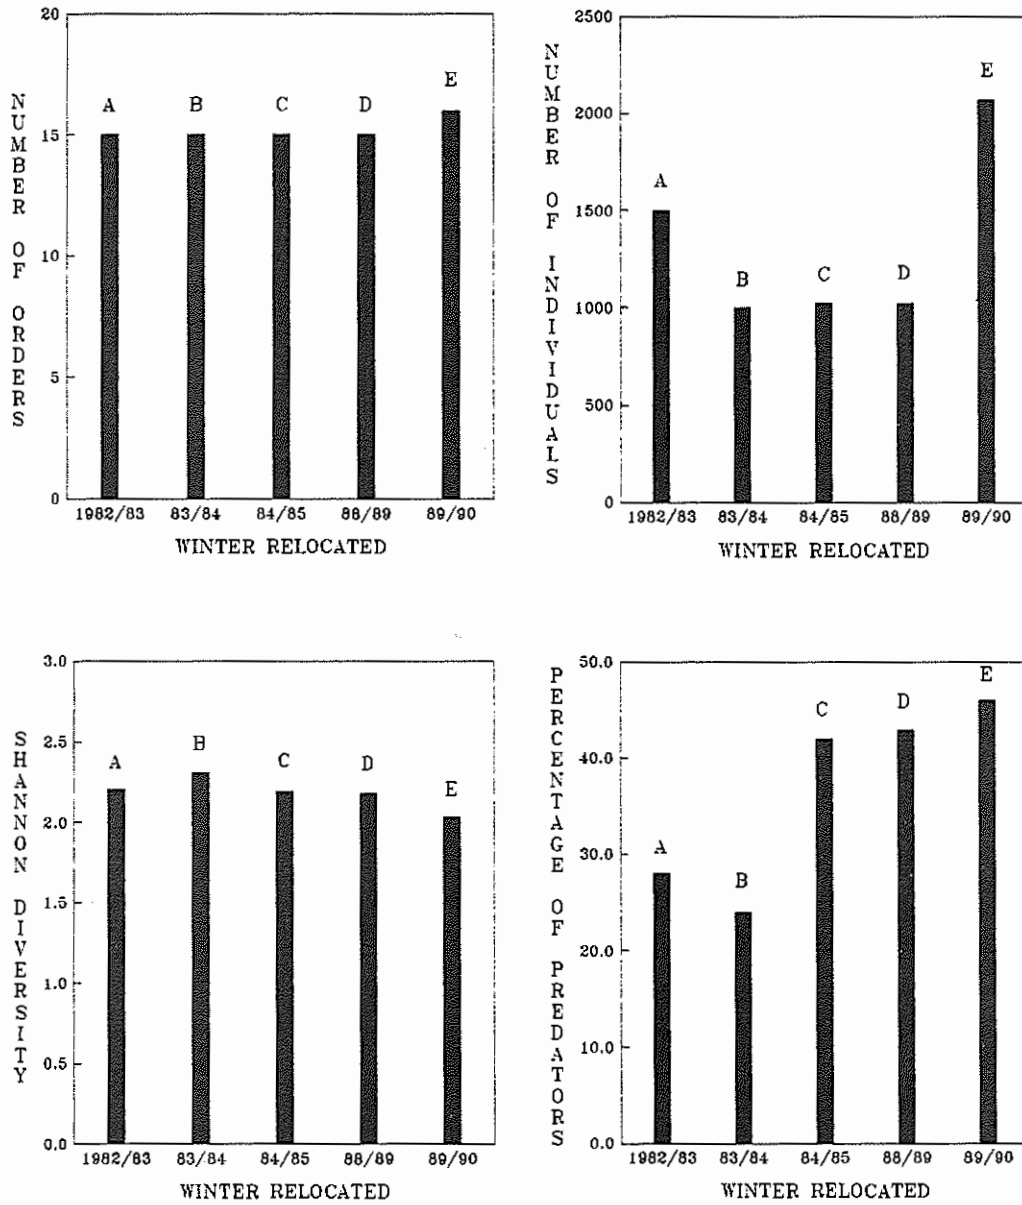 NUMBER OF ORDERS
20
15
10
5
0
A
B
C
D
E
1982/83 83/84 84/85 88/89 89/90
WINTER RELOCATED
NUMBER OF INDIVIDUALS
2500
2000
1500
1000
500
0
A
B
C
D
E
1982/83 83/84 84/85 88/89 89/90
WINTER RELOCATED
SHANNON DIVERSITY
3.0
2.5
2.0
1.5
1.0
0.5
0.0
A
B
C
D
E
1982/83 83/84 84/85 88/89 89/90
WINTER RELOCATED
PERCENTAGE OF PREDATORS
50.0
40.0
30.0
20.0
10.0
0.0
A
B
C
D
E
1982/83 83/84 84/85 88/89 89/90
WINTER RELOCATED